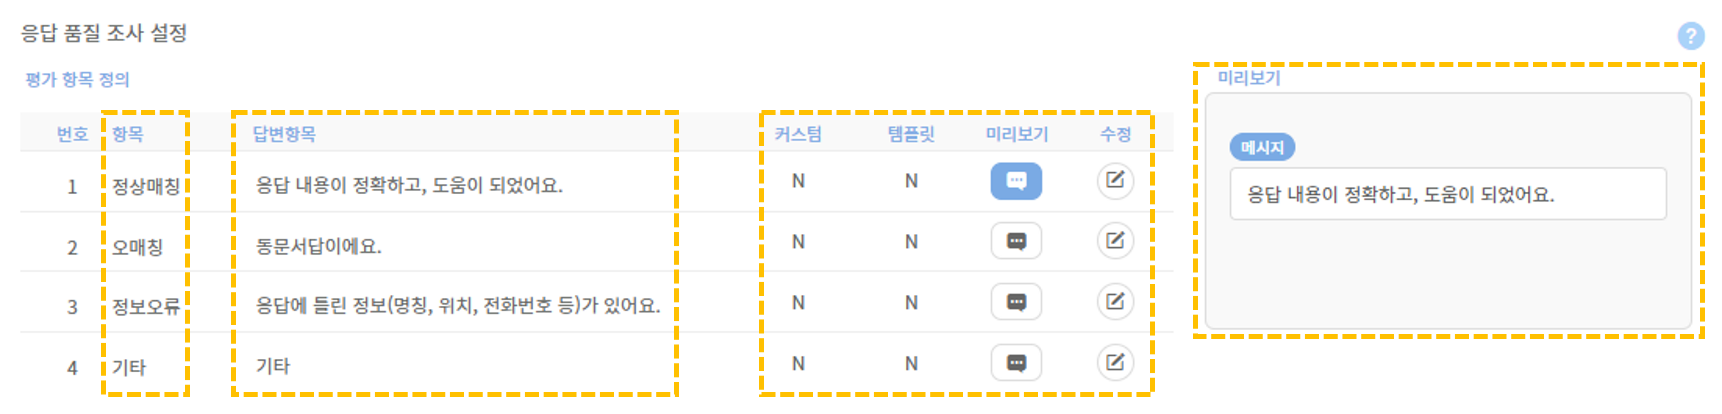 응답 품질 조사 설정
?
평가 항목 정의
번호 항목 답변항목 커스텀 템플릿 미리보기 수정
1 정상매칭 응답 내용이 정확하고, 도움이 되었어요. N N
2 오매칭 동문서답이에요. N N
3 정보오류 응답에 틀린 정보(명칭, 위치, 전화번호 등)가 있어요. N N
4 기타 기타 N N
미리보기
메시지
응답 내용이 정확하고, 도움이 되었어요.